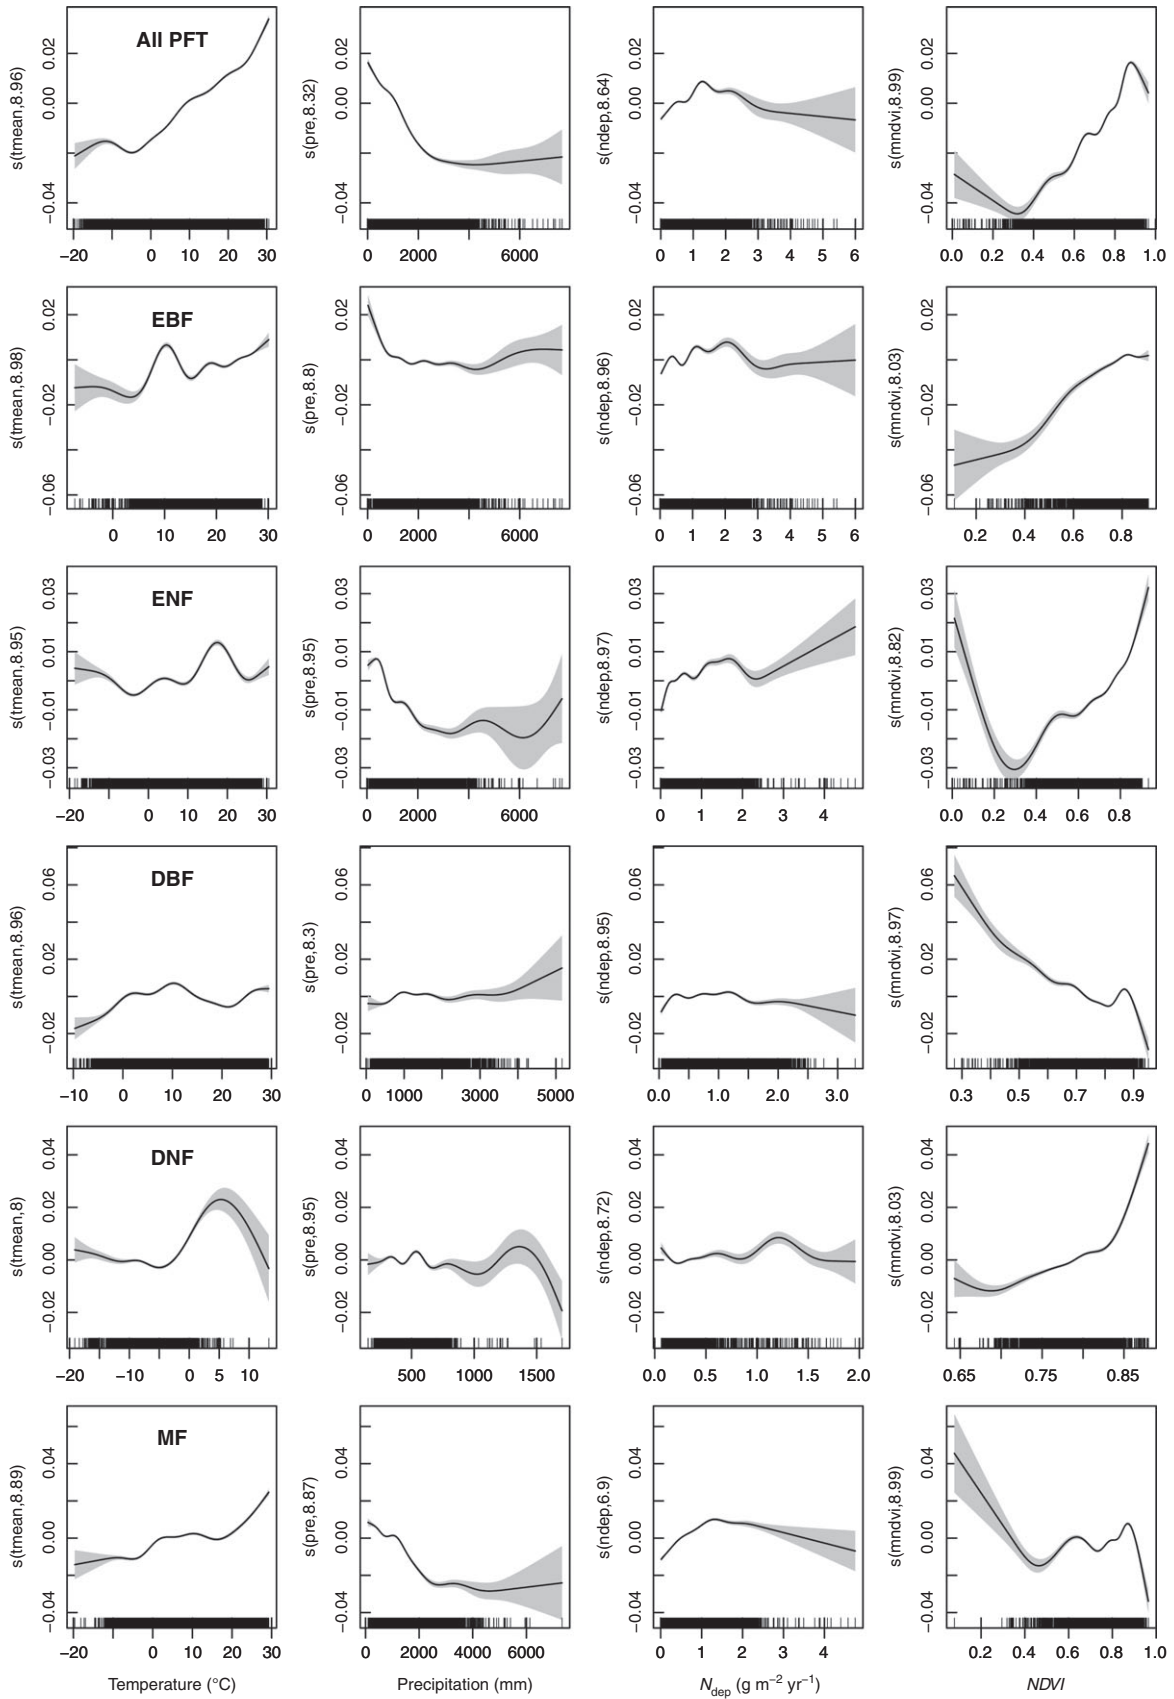 All PFT
s(tmean,8.96)
0.02
0.00
−0.04
−20 0 10 20 30
s(pre,8.32)
0.02
0.00
−0.04
0 2000 6000
s(ndep,8.64)
0.02
0.00
−0.04
0 1 2 3 4 5 6
s(mndvi,8.99)
0.02
0.00
−0.04
0.0 0.2 0.4 0.6 0.8 1.0
EBF
s(tmean,8.98)
0.02
−0.02
−0.06
0 10 20 30
s(pre,8.8)
0.02
−0.02
−0.06
0 2000 6000
s(ndep,8.96)
0.02
−0.02
−0.06
0 1 2 3 4 5 6
s(mndvi,8.03)
0.02
−0.02
−0.06
0.2 0.4 0.6 0.8
ENF
s(tmean,8.95)
0.03
0.01
−0.01
−0.03
−20 0 10 20 30
s(pre,8.95)
0.03
0.01
−0.01
−0.03
0 2000 6000
s(ndep,8.97)
0.03
0.01
−0.01
−0.03
0 1 2 3 4
s(mndvi,8.82)
0.03
0.01
−0.01
−0.03
0.0 0.2 0.4 0.6 0.8
DBF
s(tmean,8.96)
0.06
0.02
−0.02
−10 0 10 20 30
s(pre,8.3)
0.06
0.02
−0.02
0 1000 3000 5000
s(ndep,8.95)
0.06
0.02
−0.02
0.0 1.0 2.0 3.0
s(mndvi,8.97)
0.06
0.02
−0.02
0.3 0.5 0.7 0.9
DNF
s(tmean,8)
0.04
0.02
0.00
−0.02
−20 −10 0 5 10
s(pre,8.95)
0.04
0.02
0.00
−0.02
500 1000 1500
s(ndep,8.72)
0.04
0.02
0.00
−0.02
0.0 0.5 1.0 1.5 2.0
s(mndvi,8.03)
0.04
0.02
0.00
−0.02
0.65 0.75 0.85
MF
s(tmean,8.89)
0.04
0.00
−0.04
−20 0 10 20 30
Temperature (°C)
s(pre,8.87)
0.04
0.00
−0.04
0 2000 4000 6000
Precipitation (mm)
s(ndep,6.9)
0.04
0.00
−0.04
0 1 2 3 4
N_dep (g m⁻² yr⁻¹)
s(mndvi,8.99)
0.04
0.00
−0.04
0.2 0.4 0.6 0.8 1.0
NDVI